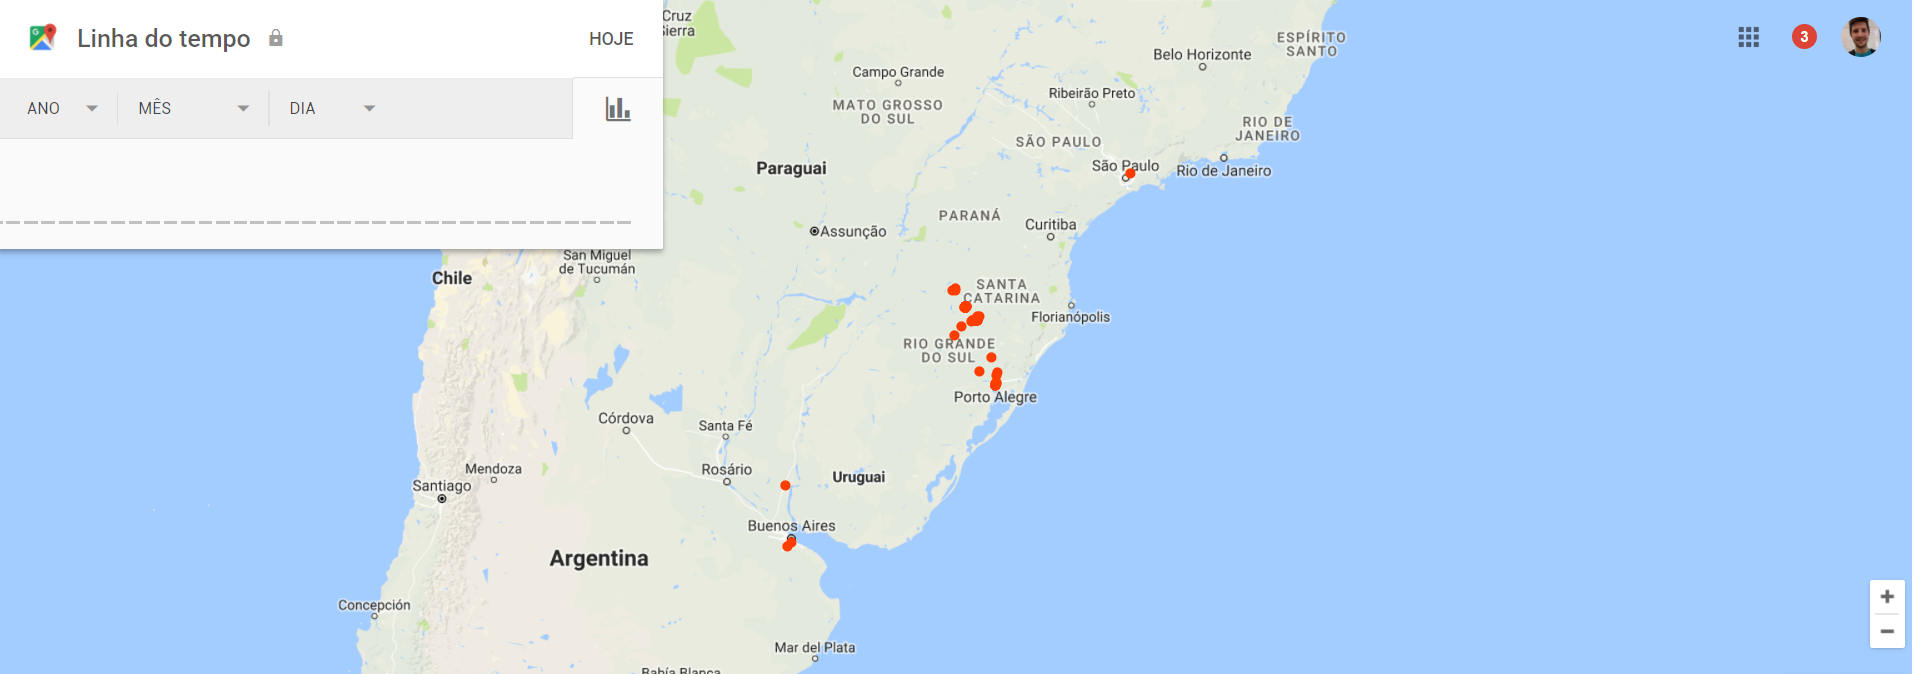 Linha do tempo
HOJE
ANO
MÊS
DIA
3
Cruz
Sierra
ESPÍRITO
SANTO
Belo Horizonte
Campo Grande
Ribeirão Preto
MATO GROSSO
DO SUL
RIO DE
JANEIRO
SÃO PAULO
São Paulo
Rio de Janeiro
Paraguai
PARANÁ
Curitiba
Assunção
San Miguel
de Tucumán
Chile
SANTA
CATARINA
Florianópolis
RIO GRANDE
DO SUL
Porto Alegre
Córdova
Santa Fé
Mendoza
Rosário
Uruguai
Santiago
Buenos Aires
Argentina
Concepción
Mar del Plata
Bahía Blanca